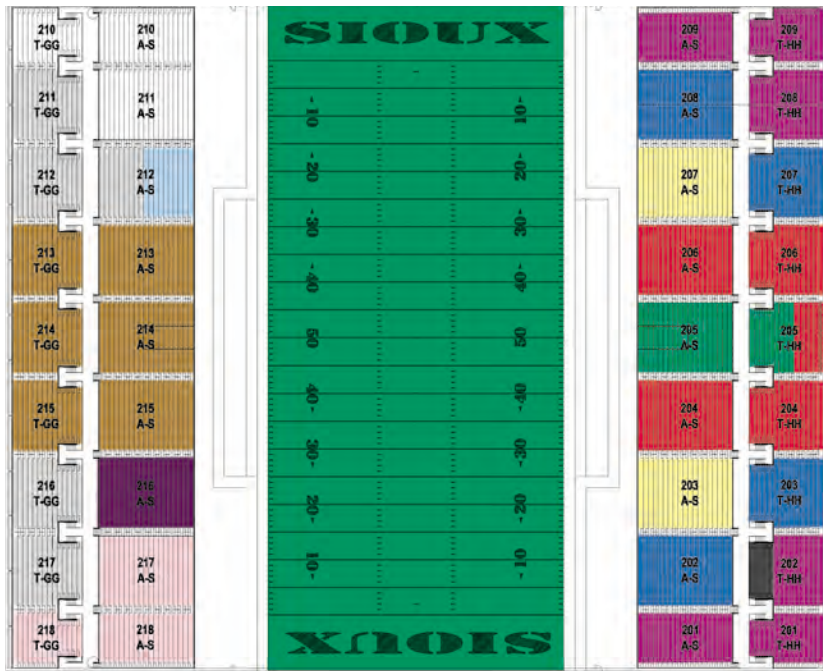 210
T-GG
210
A-S
SIOUX
209
A-S
209
T-HH
211
T-GG
211
A-S
10
10
208
A-S
208
T-HH
212
T-GG
212
A-S
20
20
207
A-S
207
T-HH
213
T-GG
213
A-S
30
30
206
A-S
206
T-HH
40
40
214
T-GG
214
A-S
50
50
205
A-S
205
T-HH
215
T-GG
215
A-S
40
40
204
A-S
204
T-HH
30
30
216
T-GG
216
A-S
20
20
203
A-S
203
T-HH
217
T-GG
217
A-S
10
10
202
A-S
202
T-HH
218
T-GG
218
A-S
SIOUX
201
A-S
201
T-HH